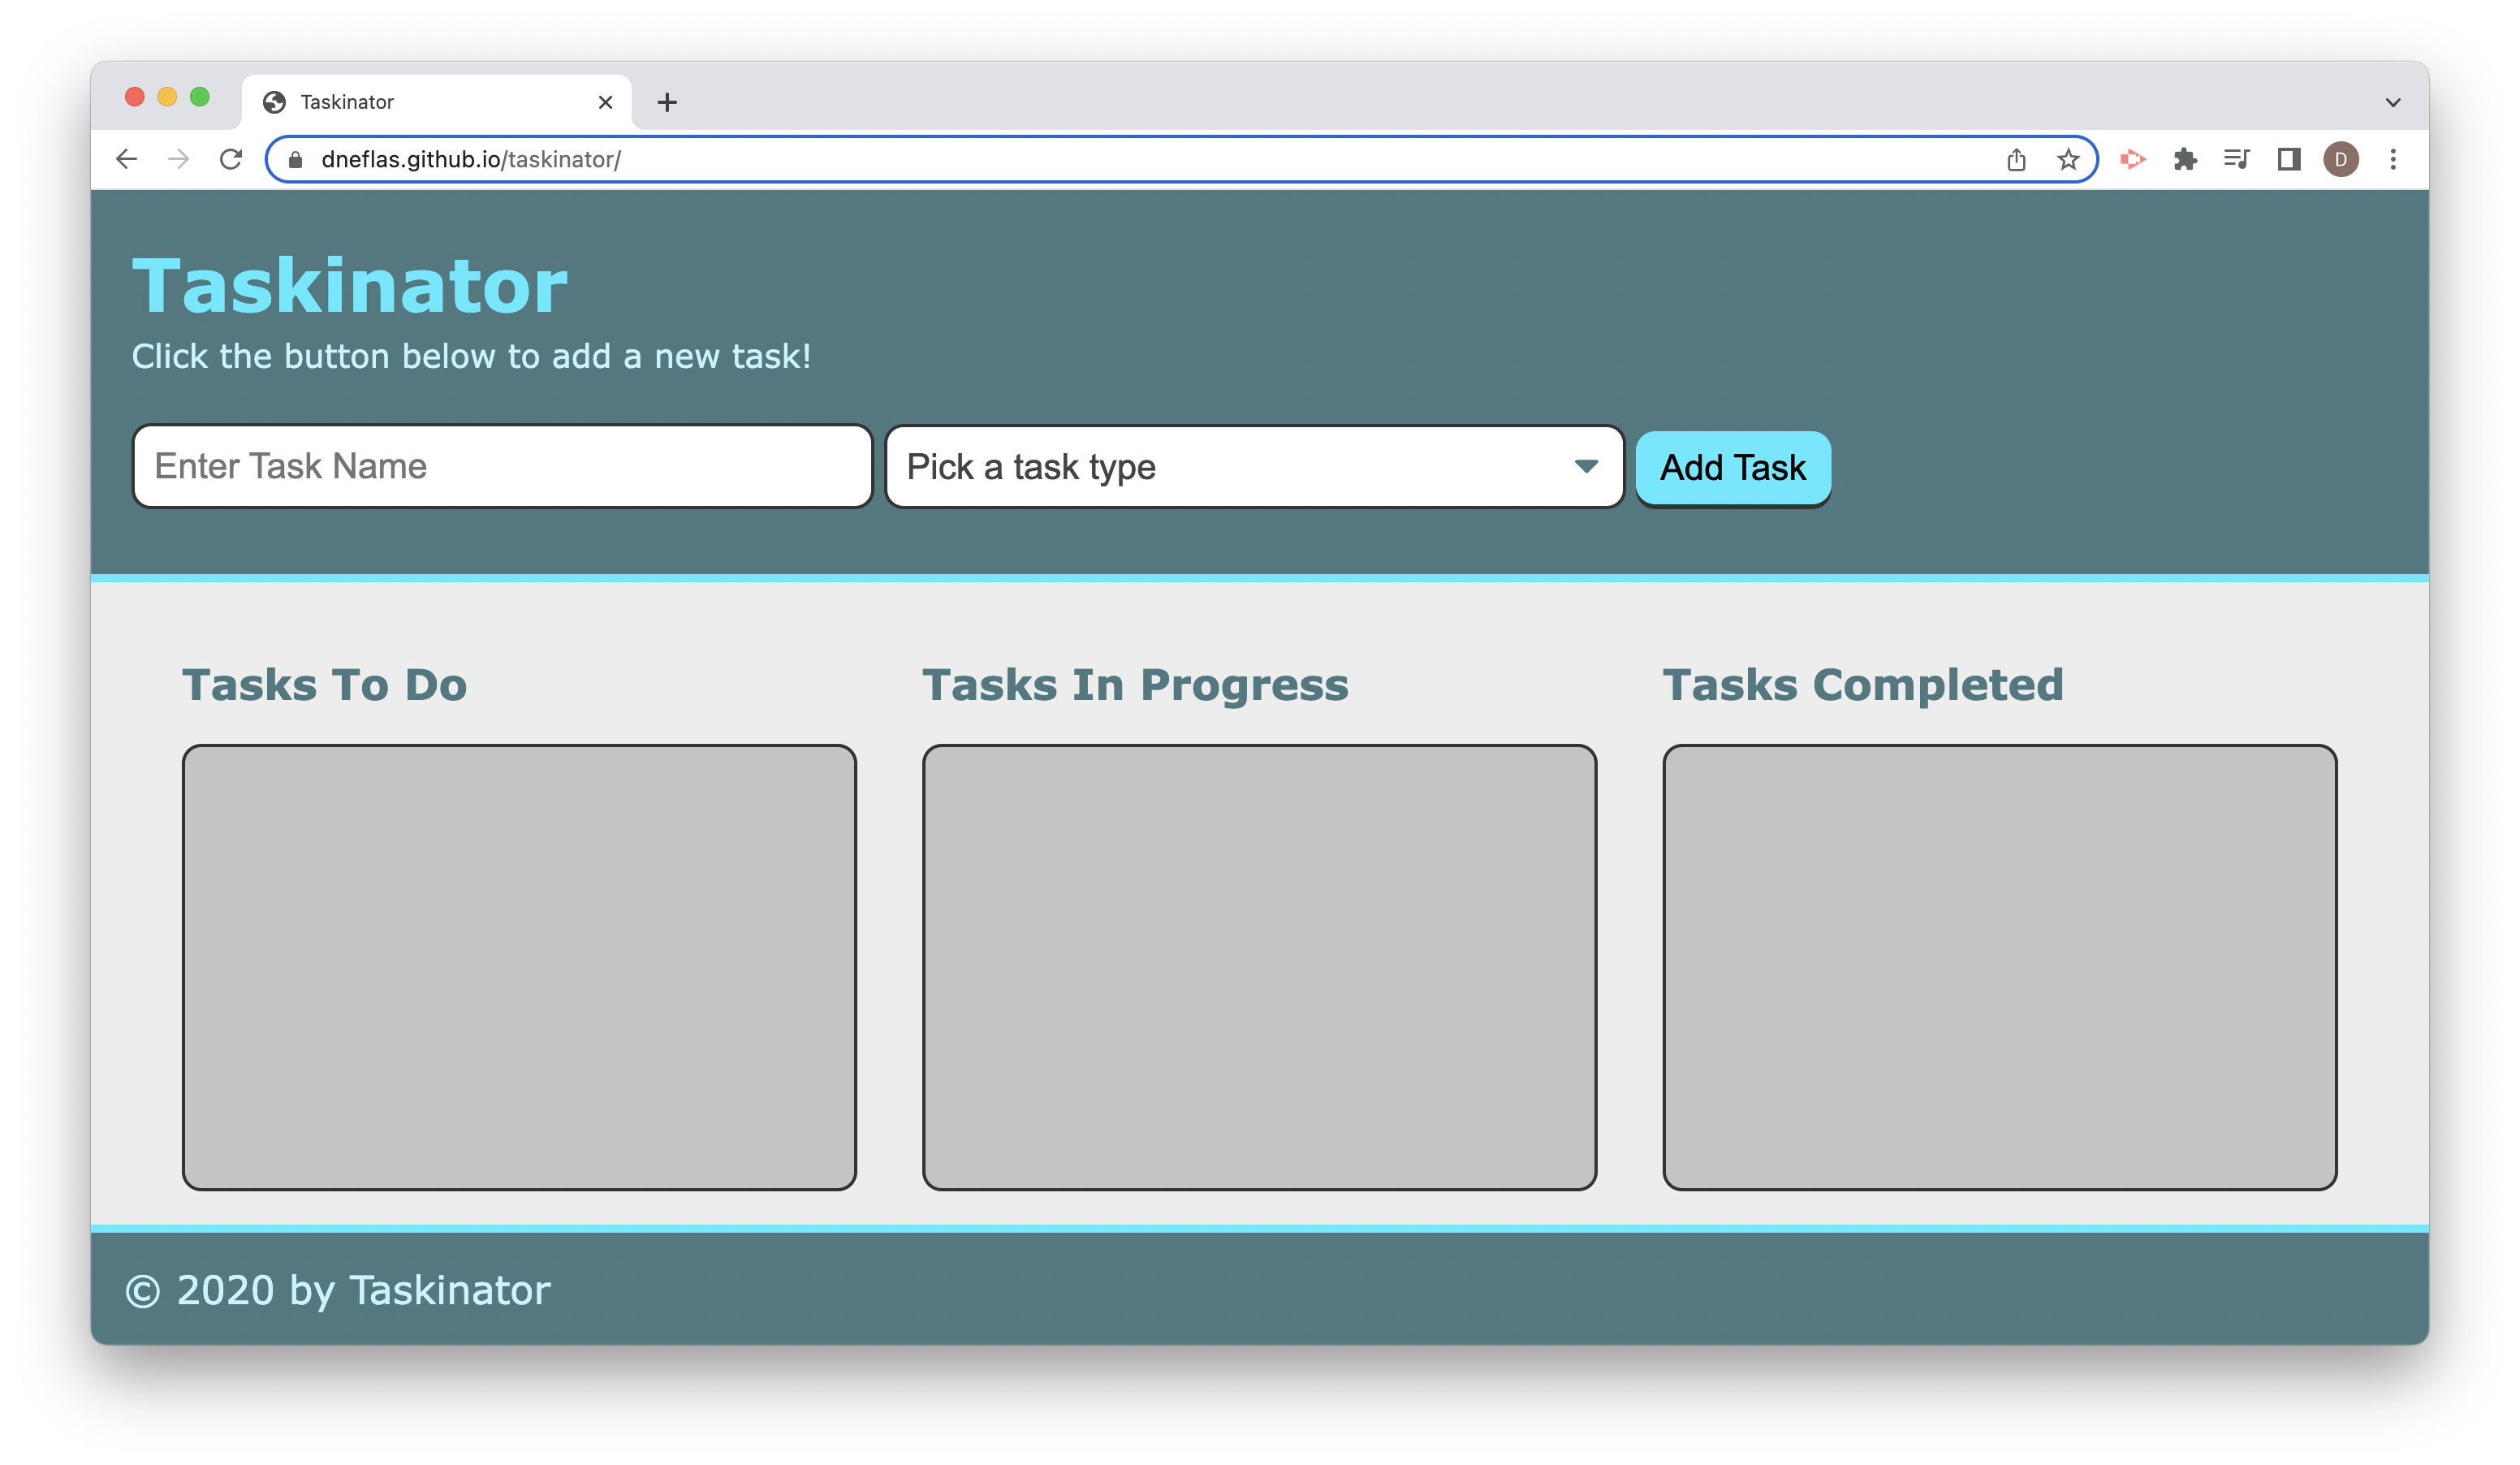 Taskinator
dneflas.github.io/taskinator/
D
Taskinator
Click the button below to add a new task!
Enter Task Name
Pick a task type
Add Task
Tasks To Do
Tasks In Progress
Tasks Completed
© 2020 by Taskinator